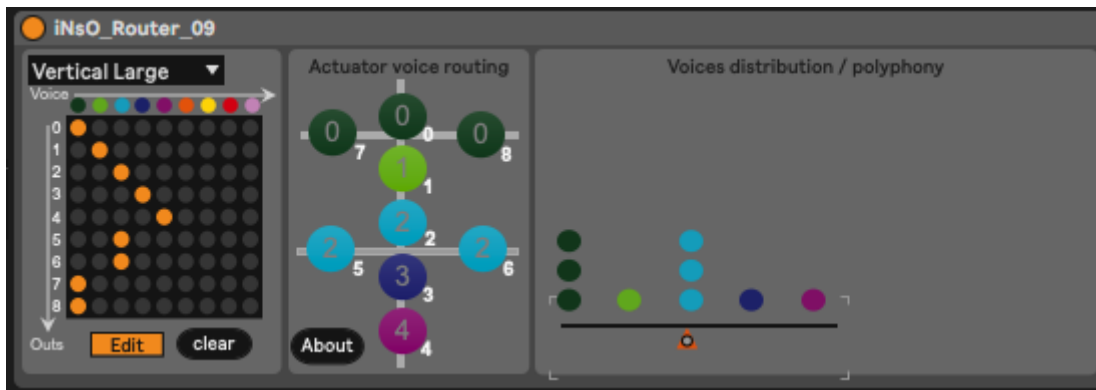 iNsO_Router_09
Vertical Large
Voice
0
1
2
3
4
5
6
7
8
Outs
Edit
clear
Actuator voice routing
0 0 0
7 0 8
1
1
2 2 2
5 2 6
3
3
4
4
About
Voices distribution / polyphony